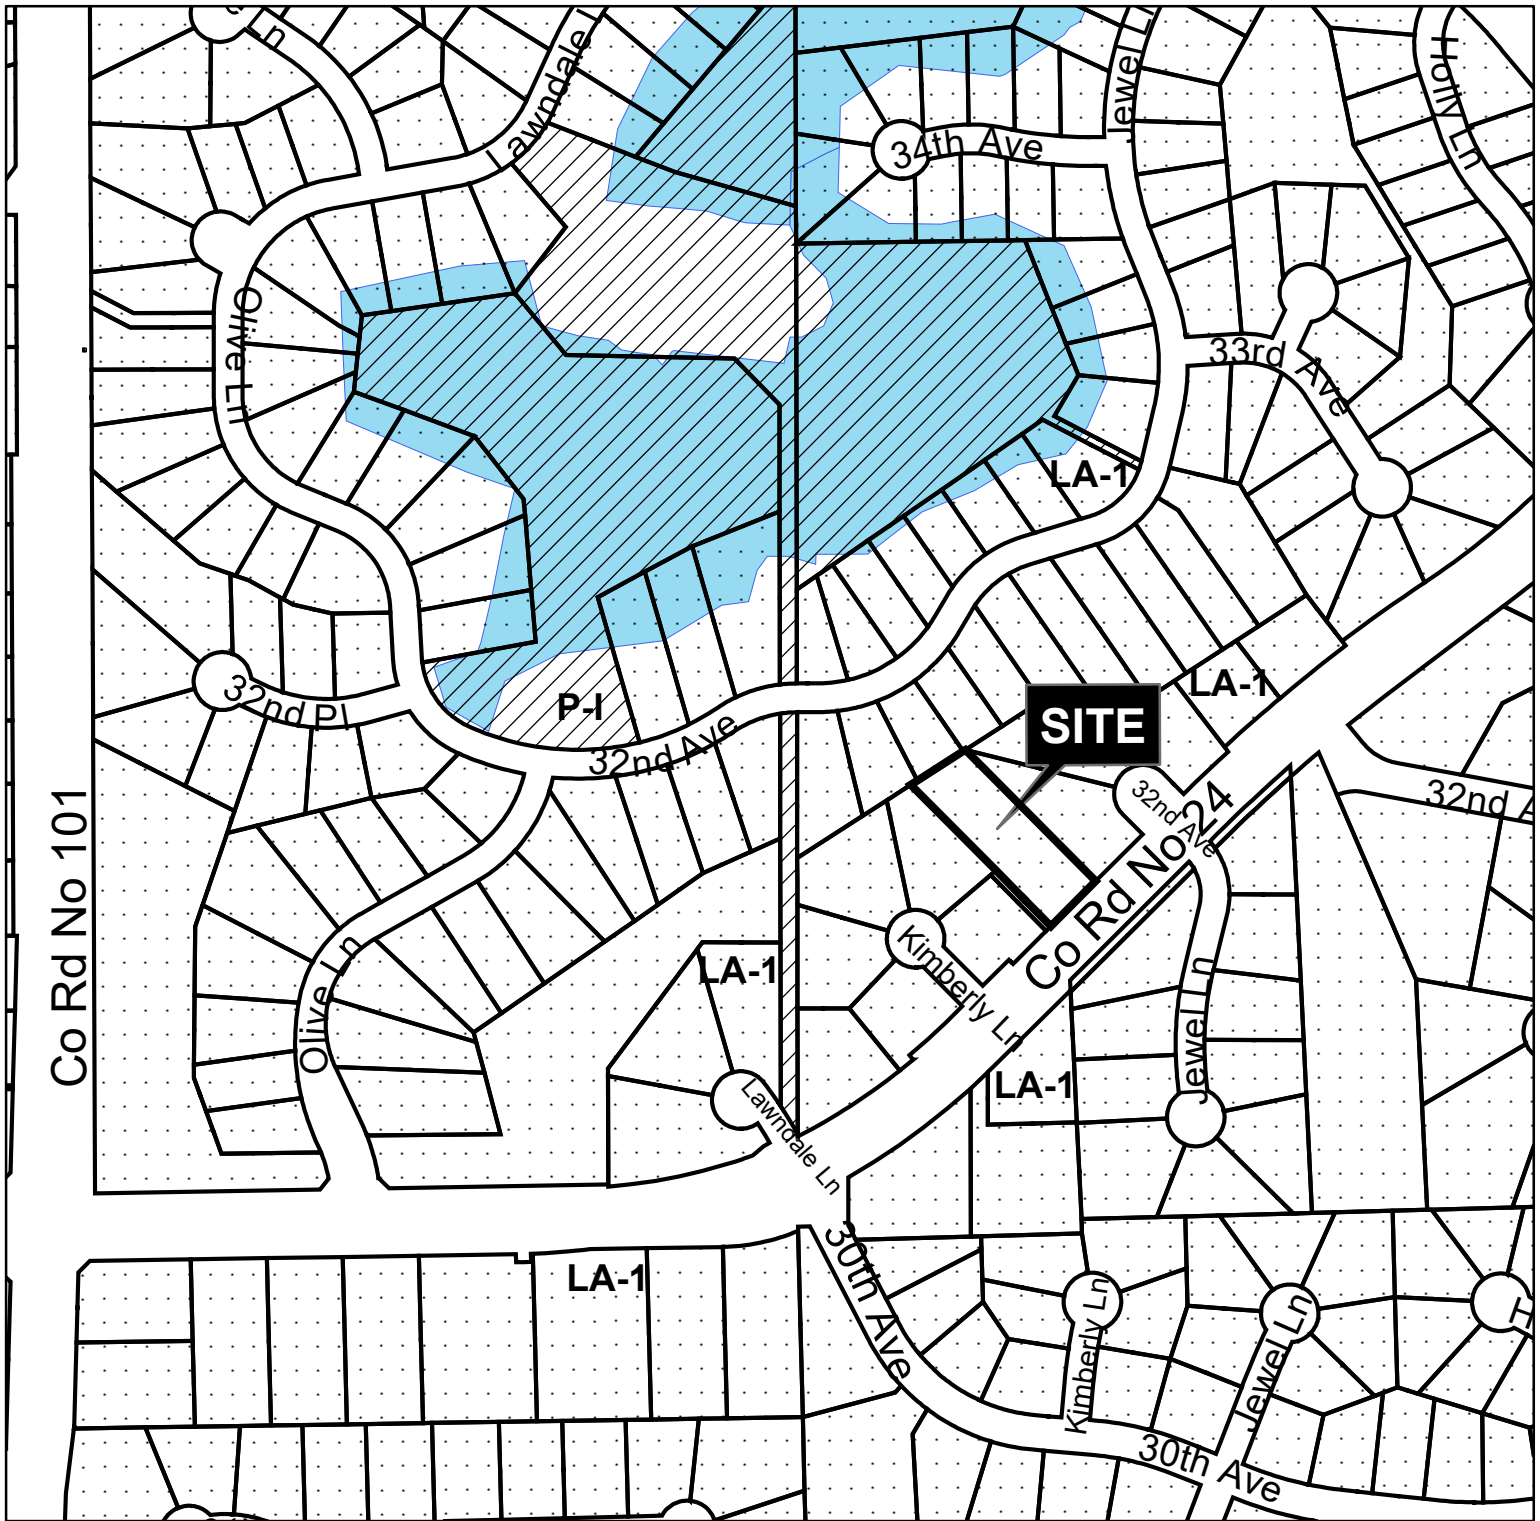 Ln
Lawndale
Jewel Ln
Holly Ln
34th Ave
Olive Ln
33rd Ave
LA-1
32nd Pl
P-I
32nd Ave
LA-1
SITE
32nd Ave
Co Rd No 24
32nd A
Co Rd No 101
Kimberly Ln
Olive Ln
LA-1
Jewel Ln
LA-1
Lawndale Ln
30th Ave
LA-1
Kimberly Ln
Jewel Ln
H
30th Ave